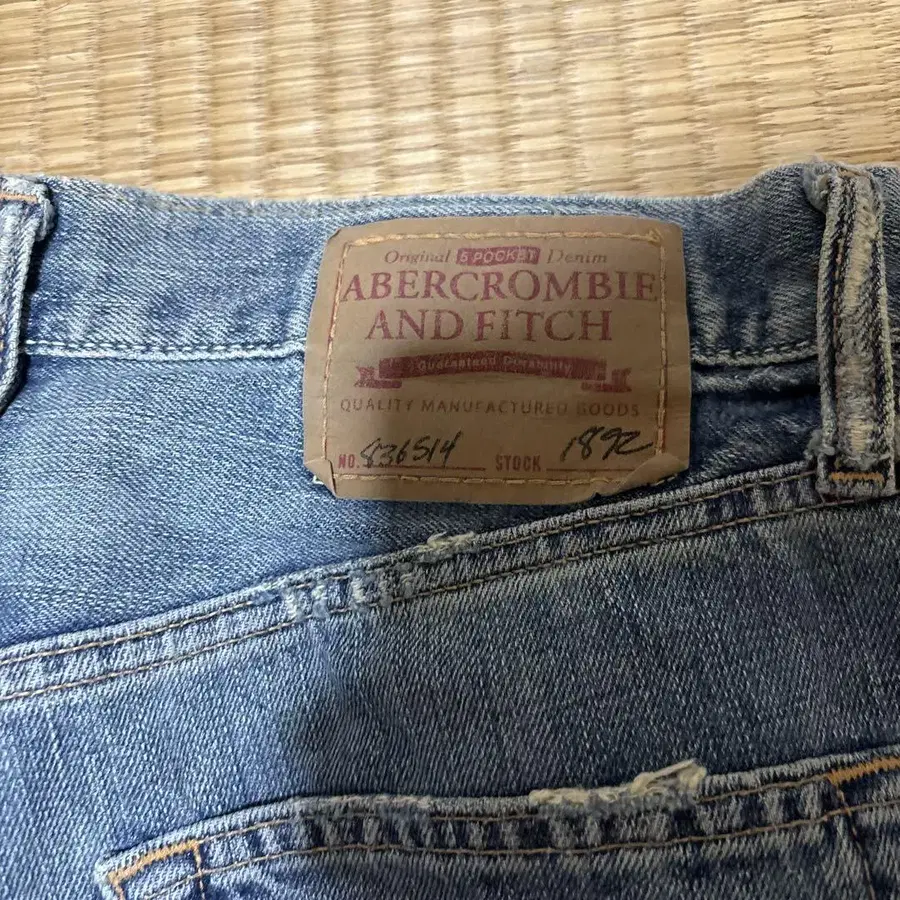 Original 5 POCKET Denim
ABERCROMBIE
AND FITCH
Guaranteed Durability
QUALITY MANUFACTURED GOODS
NO. 836514 STOCK 1892